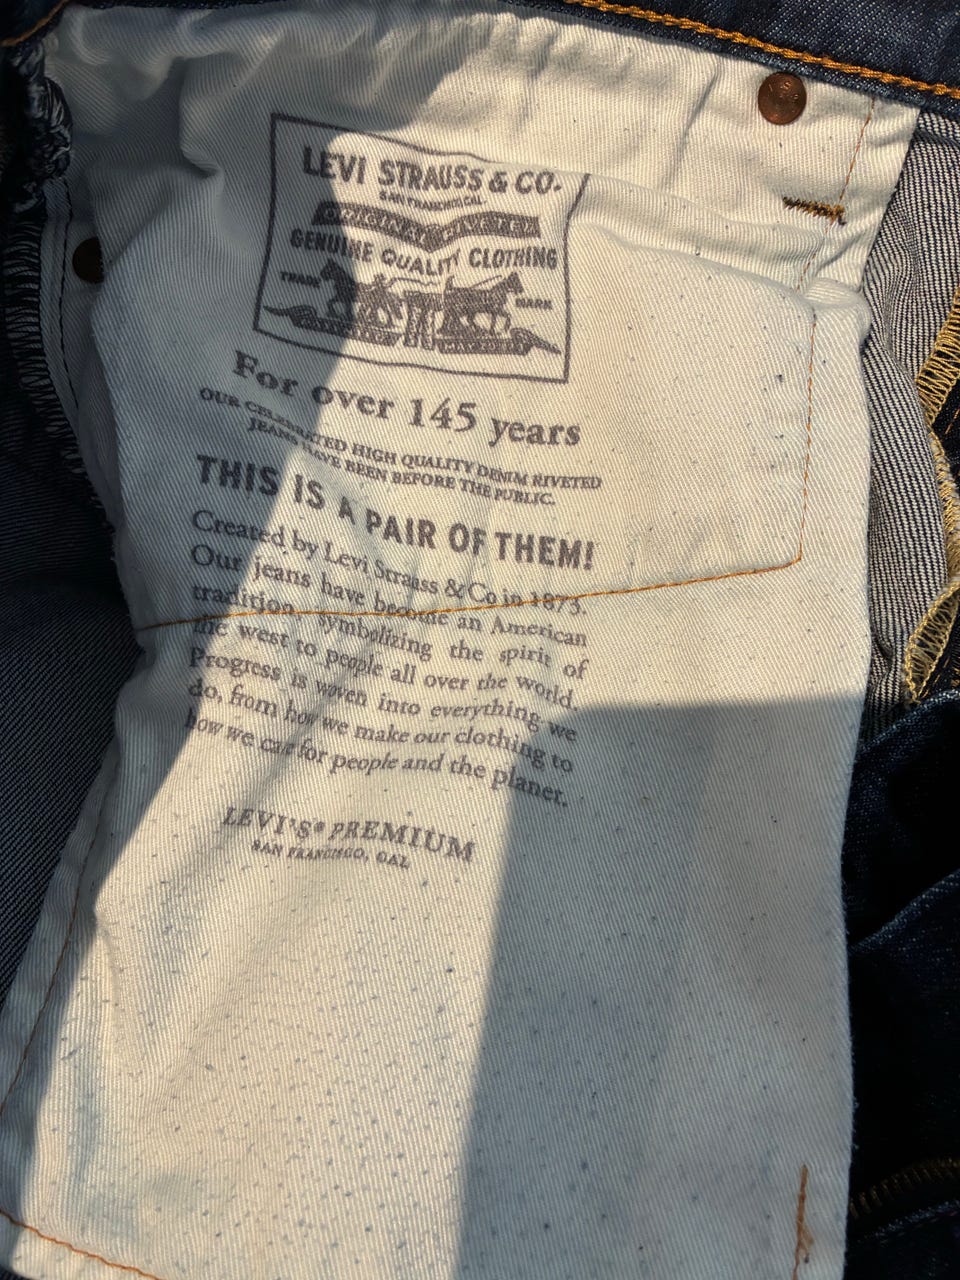 LEVI STRAUSS & CO.
SAN FRANCISCO, CAL.
ORIGINAL RIVETED
GENUINE QUALITY CLOTHING
TRADE MARK
For over 145 years
OUR CELEBRATED HIGH QUALITY DENIM RIVETED
JEANS HAVE BEEN BEFORE THE PUBLIC.
THIS IS A PAIR OF THEM!
Created by Levi Strauss & Co in 1873.
Our jeans have become an American
tradition, symbolizing the spirit of
the west to people all over the world.
Progress is woven into everything we
do, from how we make our clothing to
how we care for people and the planet.
LEVI'S® PREMIUM
SAN FRANCISCO, CAL